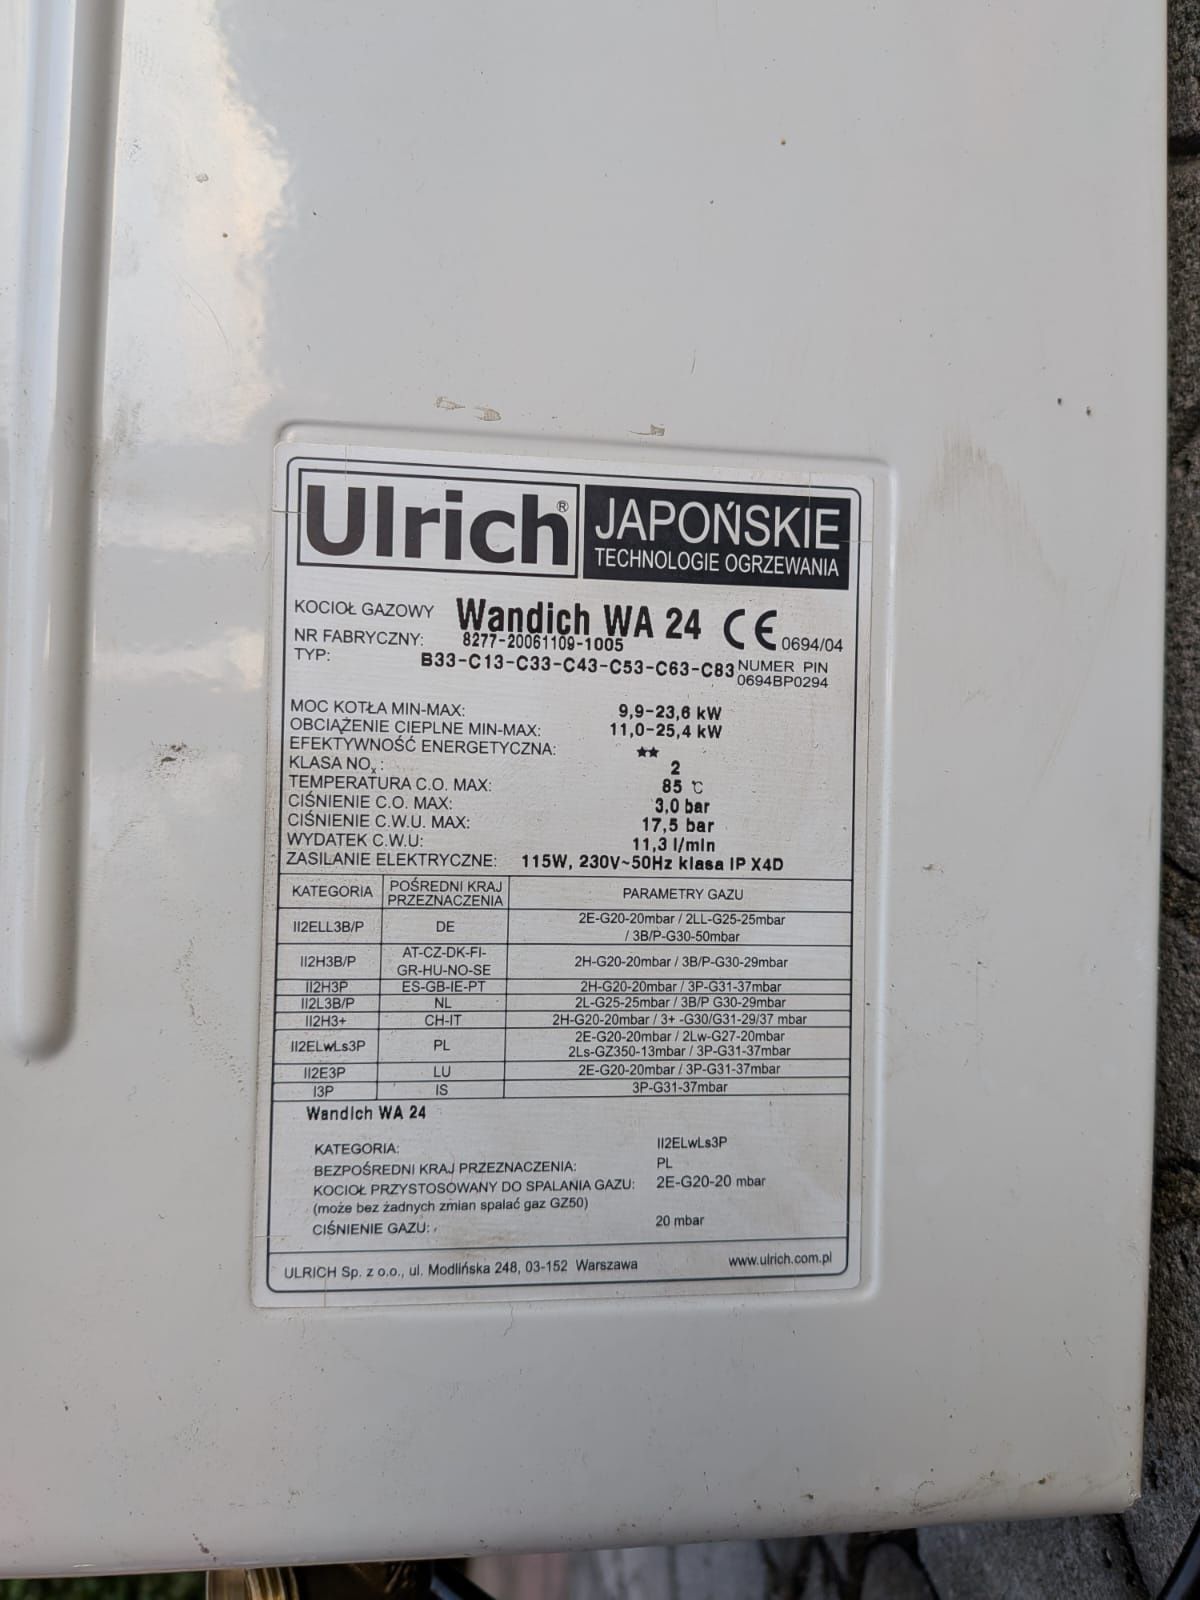 Ulrich®
JAPOŃSKIE
TECHNOLOGIE OGRZEWANIA
KOCIOŁ GAZOWY Wandich WA 24 CE 0694/04
NR FABRYCZNY: 8277-20061109-1005
TYP: B33-C13-C33-C43-C53-C63-C83 NUMER PIN
0694BP0294
MOC KOTŁA MIN-MAX: 9,9-23,6 kW
OBCIĄŻENIE CIEPLNE MIN-MAX: 11,0-25,4 kW
EFEKTYWNOŚĆ ENERGETYCZNA: ★★
KLASA NOx: 2
TEMPERATURA C.O. MAX: 85 ℃
CIŚNIENIE C.O. MAX: 3,0 bar
CIŚNIENIE C.W.U. MAX: 17,5 bar
WYDATEK C.W.U: 11,3 l/min
ZASILANIE ELEKTRYCZNE: 115W, 230V~50Hz klasa IP X4D
KATEGORIA POŚREDNI KRAJ PRZEZNACZENIA PARAMETRY GAZU
II2ELL3B/P DE 2E-G20-20mbar / 2LL-G25-25mbar
/ 3B/P-G30-50mbar
II2H3B/P AT-CZ-DK-FI-GR-HU-NO-SE 2H-G20-20mbar / 3B/P-G30-29mbar
II2H3P ES-GB-IE-PT 2H-G20-20mbar / 3P-G31-37mbar
II2L3B/P NL 2L-G25-25mbar / 3B/P G30-29mbar
II2H3+ CH-IT 2H-G20-20mbar / 3+ -G30/G31-29/37 mbar
II2ELwLs3P PL 2E-G20-20mbar / 2Lw-G27-20mbar
2Ls-GZ350-13mbar / 3P-G31-37mbar
II2E3P LU 2E-G20-20mbar / 3P-G31-37mbar
I3P IS 3P-G31-37mbar
Wandich WA 24
KATEGORIA: II2ELwLs3P
BEZPOŚREDNI KRAJ PRZEZNACZENIA: PL
KOCIOŁ PRZYSTOSOWANY DO SPALANIA GAZU: 2E-G20-20 mbar
(może bez żadnych zmian spalać gaz GZ50)
CIŚNIENIE GAZU: 20 mbar
ULRICH Sp. z o.o., ul. Modlińska 248, 03-152 Warszawa www.ulrich.com.pl